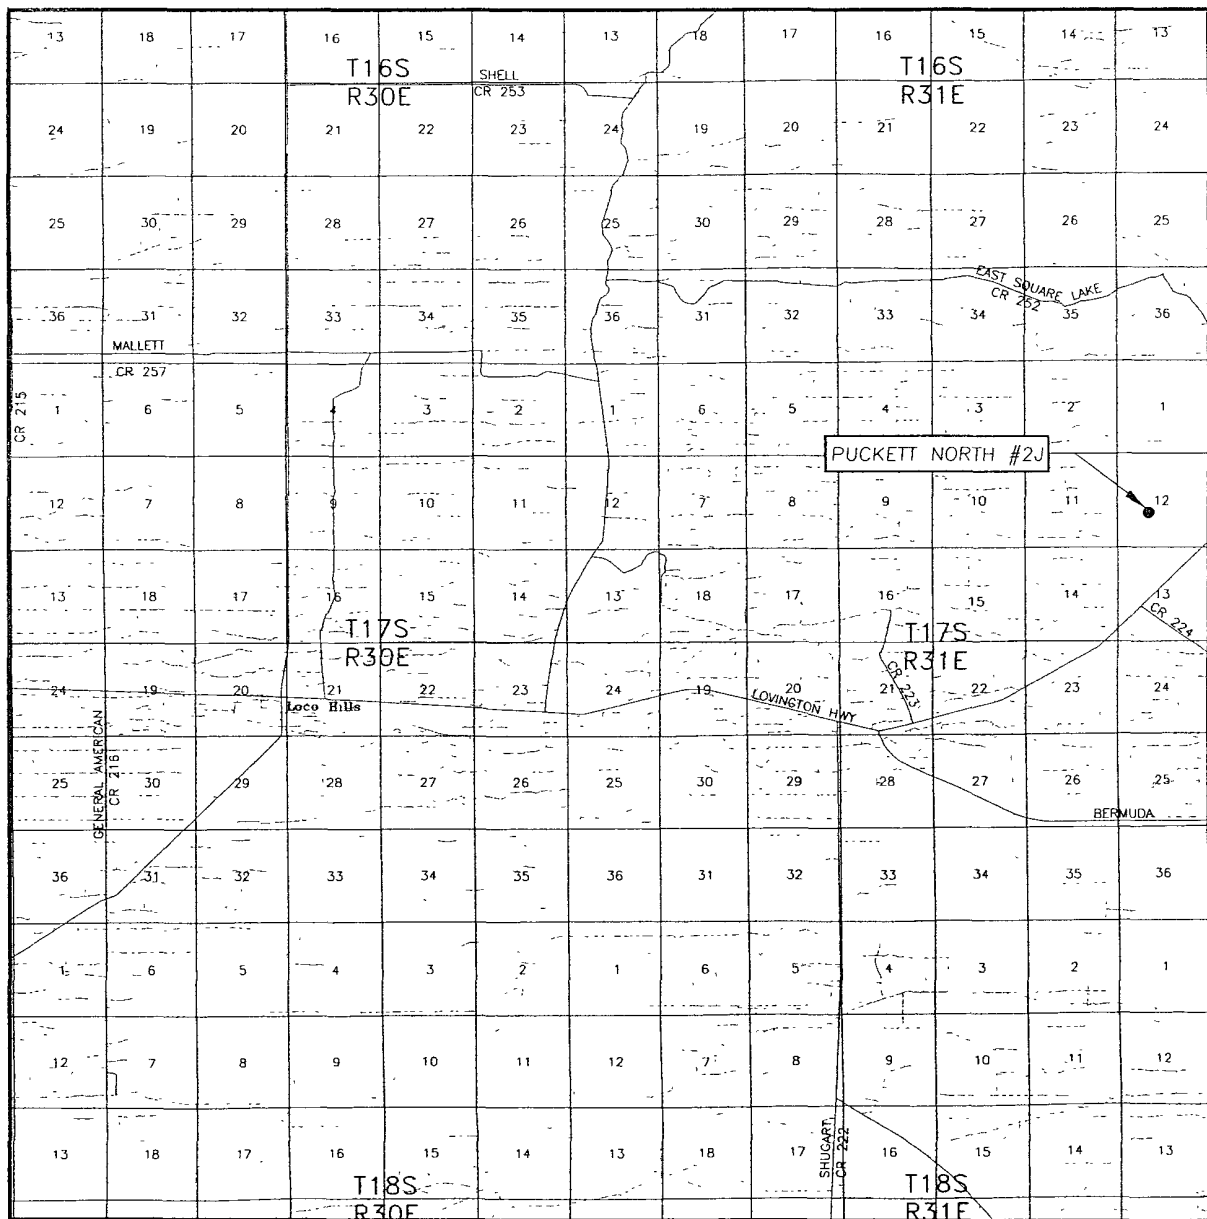 13 18 17 16 15 14 13 18 17 16 15 14 13
T16S T16S
R30E R31E
SHELL
CR 253
24 19 20 21 22 23 24 19 20 21 22 23 24
25 30 29 28 27 26 25 30 29 28 27 26 25
EAST SQUARE LAKE
CR 252
36 31 32 33 34 35 36 31 32 33 34 35 36
MALLETT
CR 257
CR 215
1 6 5 4 3 2 1 6 5 4 3 2 1
PUCKETT NORTH #2J
12 7 8 9 10 11 12 7 8 9 10 11 12
13 18 17 16 15 14 13 18 17 16 15 14 13
CR 224
T17S T17S
R30E R31E
24 19 20 21 22 23 24 19 20 21 22 23 24
CR 223
Loco Hills
LOVINGTON HWY
GENERAL AMERICAN
CR 216
25 30 29 28 27 26 25 30 29 28 27 26 25
BERMUDA
36 31 32 33 34 35 36 31 32 33 34 35 36
1 6 5 4 3 2 1 6 5 4 3 2 1
12 7 8 9 10 11 12 7 8 9 10 11 12
13 18 17 16 15 14 13 18 17 16 15 14 13
SHUGART
CR 222
T18S T18S
R30E R31E